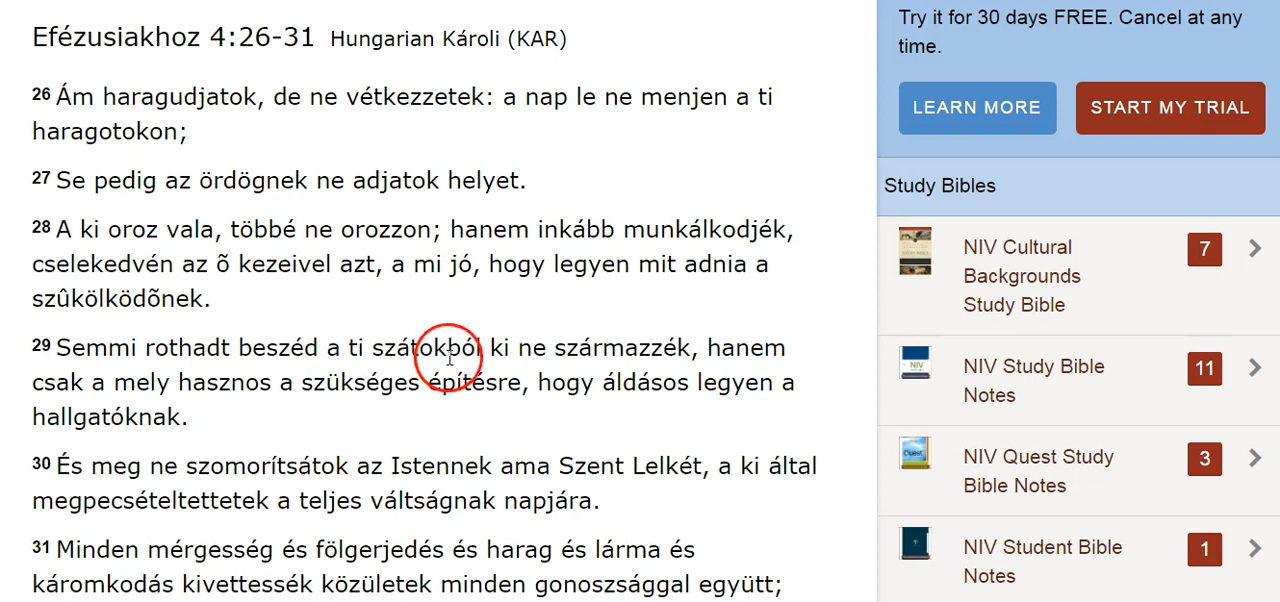 Efézusiakhoz 4:26-31 Hungarian Károli (KAR)
26 Ám haragudjatok, de ne vétkezzetek: a nap le ne menjen a ti
haragotokon;
27 Se pedig az ördögnek ne adjatok helyet.
28 A ki oroz vala, többé ne orozzon; hanem inkább munkálkodjék,
cselekedvén az õ kezeivel azt, a mi jó, hogy legyen mit adnia a
szûkölködõnek.
29 Semmi rothadt beszéd a ti szátokból ki ne származzék, hanem
csak a mely hasznos a szükséges építésre, hogy áldásos legyen a
hallgatóknak.
30 És meg ne szomorítsátok az Istennek ama Szent Lelkét, a ki által
megpecsételtettetek a teljes váltságnak napjára.
31 Minden mérgesség és fölgerjedés és harag és lárma és
káromkodás kivettessék közületek minden gonoszsággal együtt;
Try it for 30 days FREE. Cancel at any
time.
LEARN MORE START MY TRIAL
Study Bibles
NIV Cultural
Backgrounds
Study Bible
7
NIV Study Bible
Notes
11
NIV
NIV Quest Study
Bible Notes
3
Quest
NIV Student Bible
Notes
1